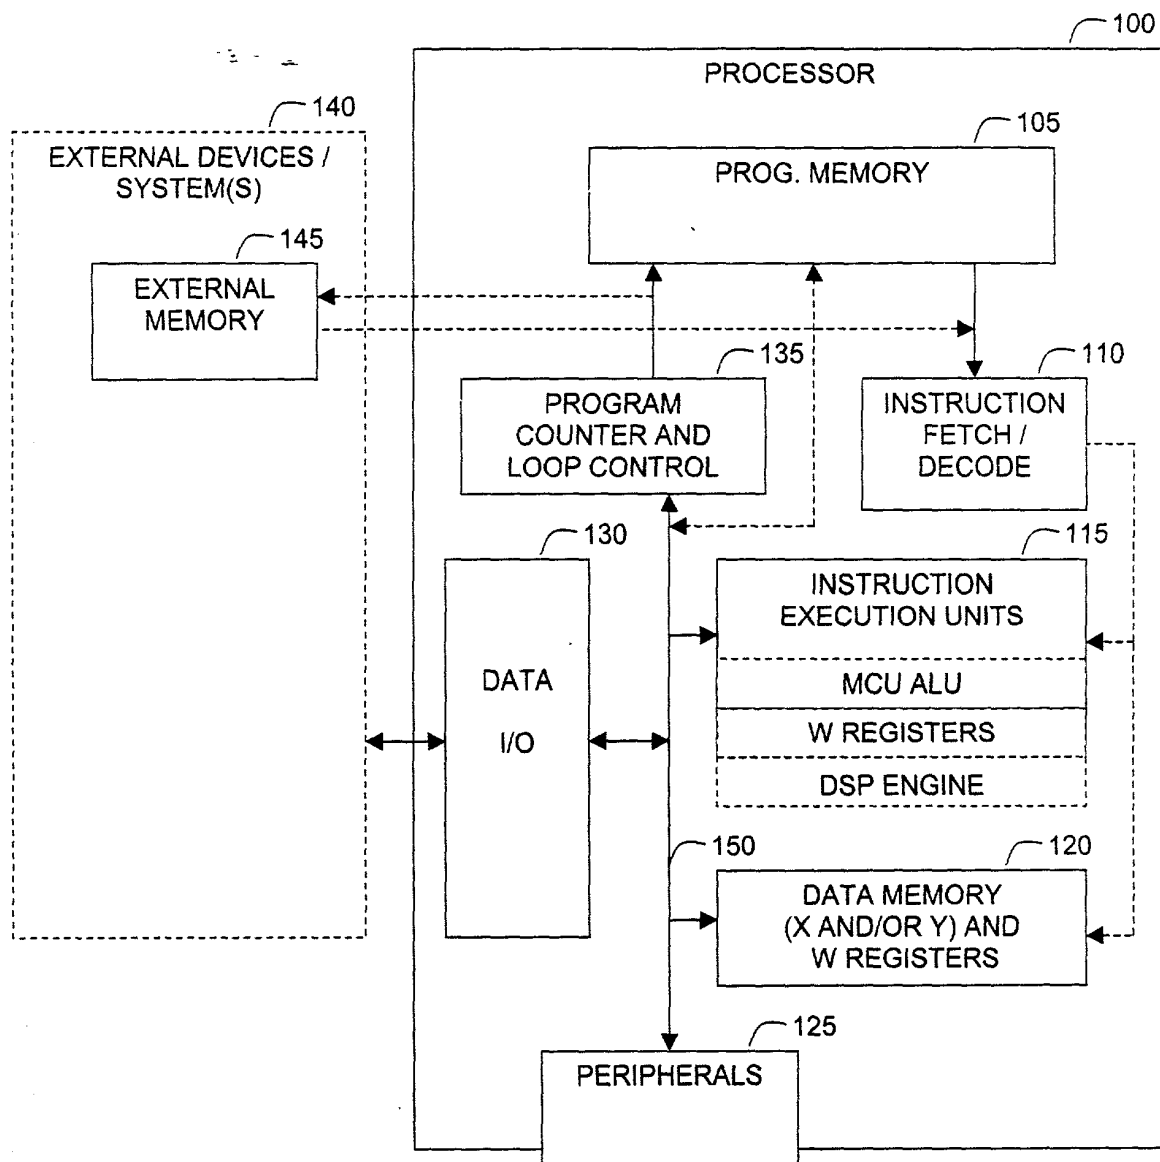 100
PROCESSOR
140
EXTERNAL DEVICES /
SYSTEM(S)
105
PROG. MEMORY
145
EXTERNAL
MEMORY
135
PROGRAM
COUNTER AND
LOOP CONTROL
110
INSTRUCTION
FETCH /
DECODE
130
DATA
I/O
115
INSTRUCTION
EXECUTION UNITS
MCU ALU
W REGISTERS
DSP ENGINE
150
120
DATA MEMORY
(X AND/OR Y) AND
W REGISTERS
125
PERIPHERALS